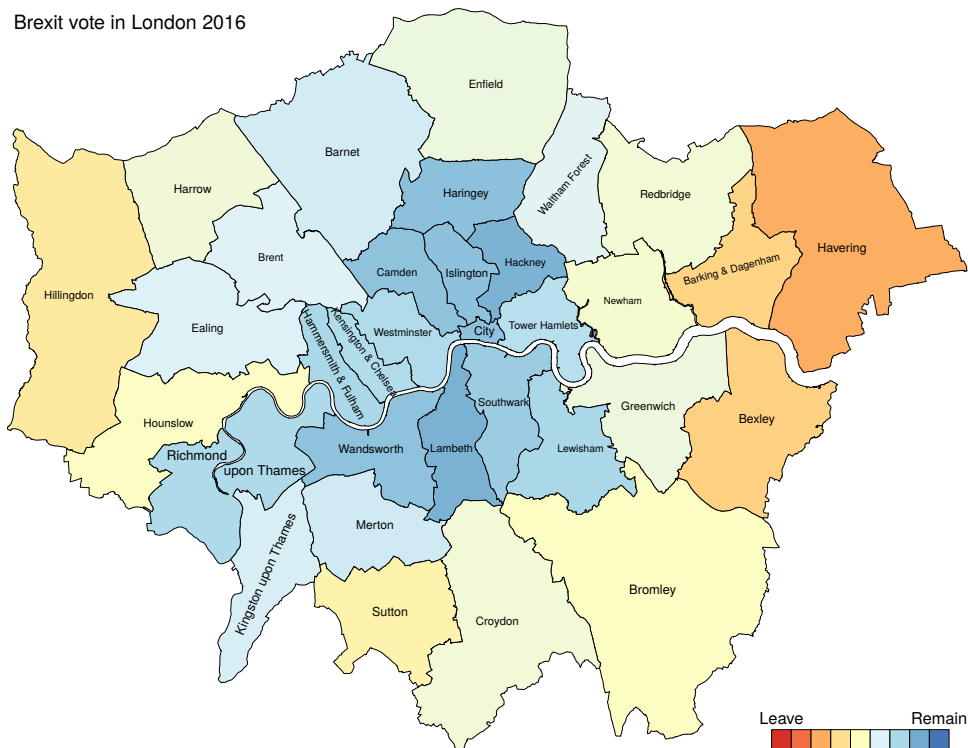 Brexit vote in London 2016
Enfield
Barnet
Waltham Forest
Harrow
Haringey
Redbridge
Havering
Brent
Camden
Islington
Hackney
Barking & Dagenham
Hillingdon
Newham
Ealing
Westminster
City
Tower Hamlets
Kensington & Chelsea
Hammersmith & Fulham
Hounslow
Southwark
Greenwich
Bexley
Richmond
upon Thames
Wandsworth
Lambeth
Lewisham
Merton
Kingston upon Thames
Sutton
Croydon
Bromley
Leave Remain